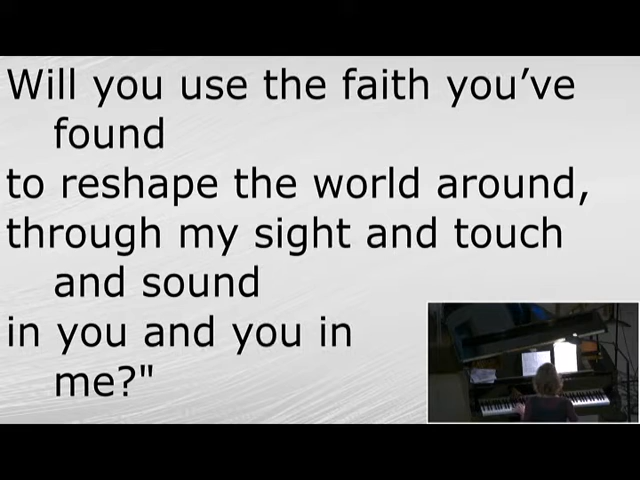 Will you use the faith you’ve
found
to reshape the world around,
through my sight and touch
and sound
in you and you in
me?"